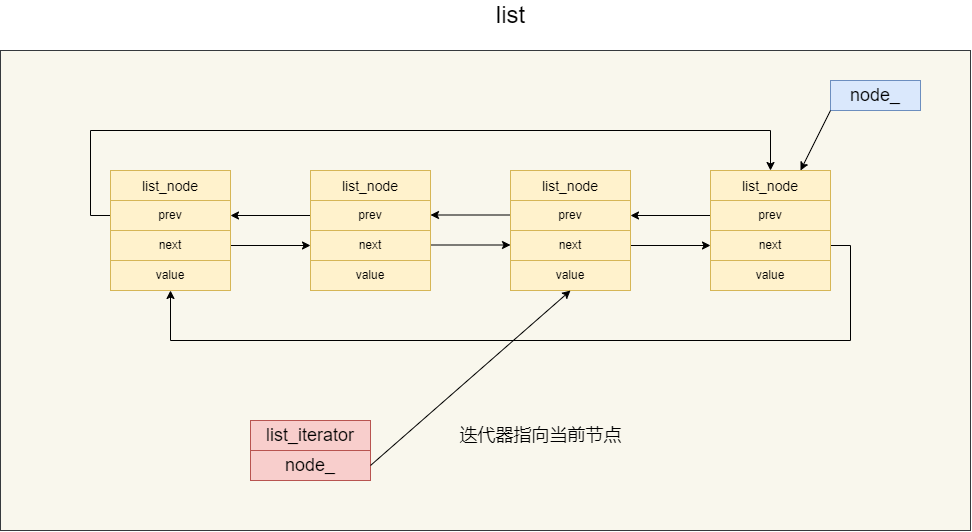 list
node_
list_node
prev
next
value
list_node
prev
next
value
list_node
prev
next
value
list_node
prev
next
value
list_iterator
node_
迭代器指向当前节点